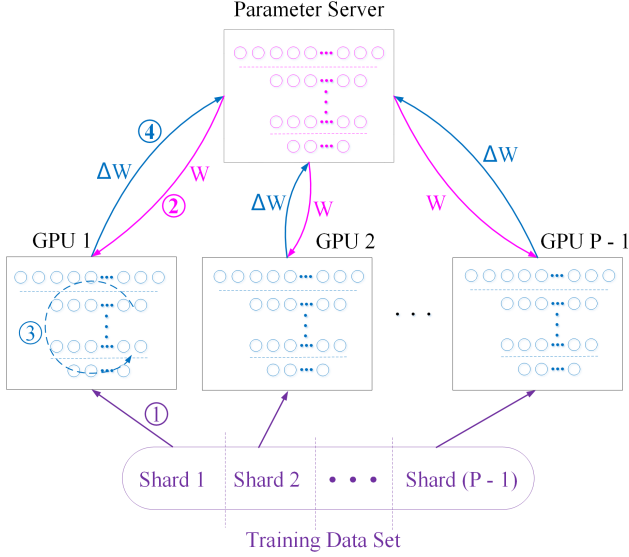 Parameter Server
④
ΔW
W
②
ΔW
W
ΔW
W
GPU 1
GPU 2
GPU P - 1
③
. . .
①
Shard 1
Shard 2
• • •
Shard (P - 1)
Training Data Set